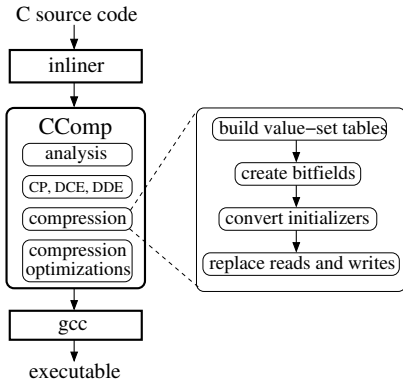 C source code
inliner
CComp
analysis
CP, DCE, DDE
compression
compression
optimizations
gcc
executable
build value−set tables
create bitfields
convert initializers
replace reads and writes